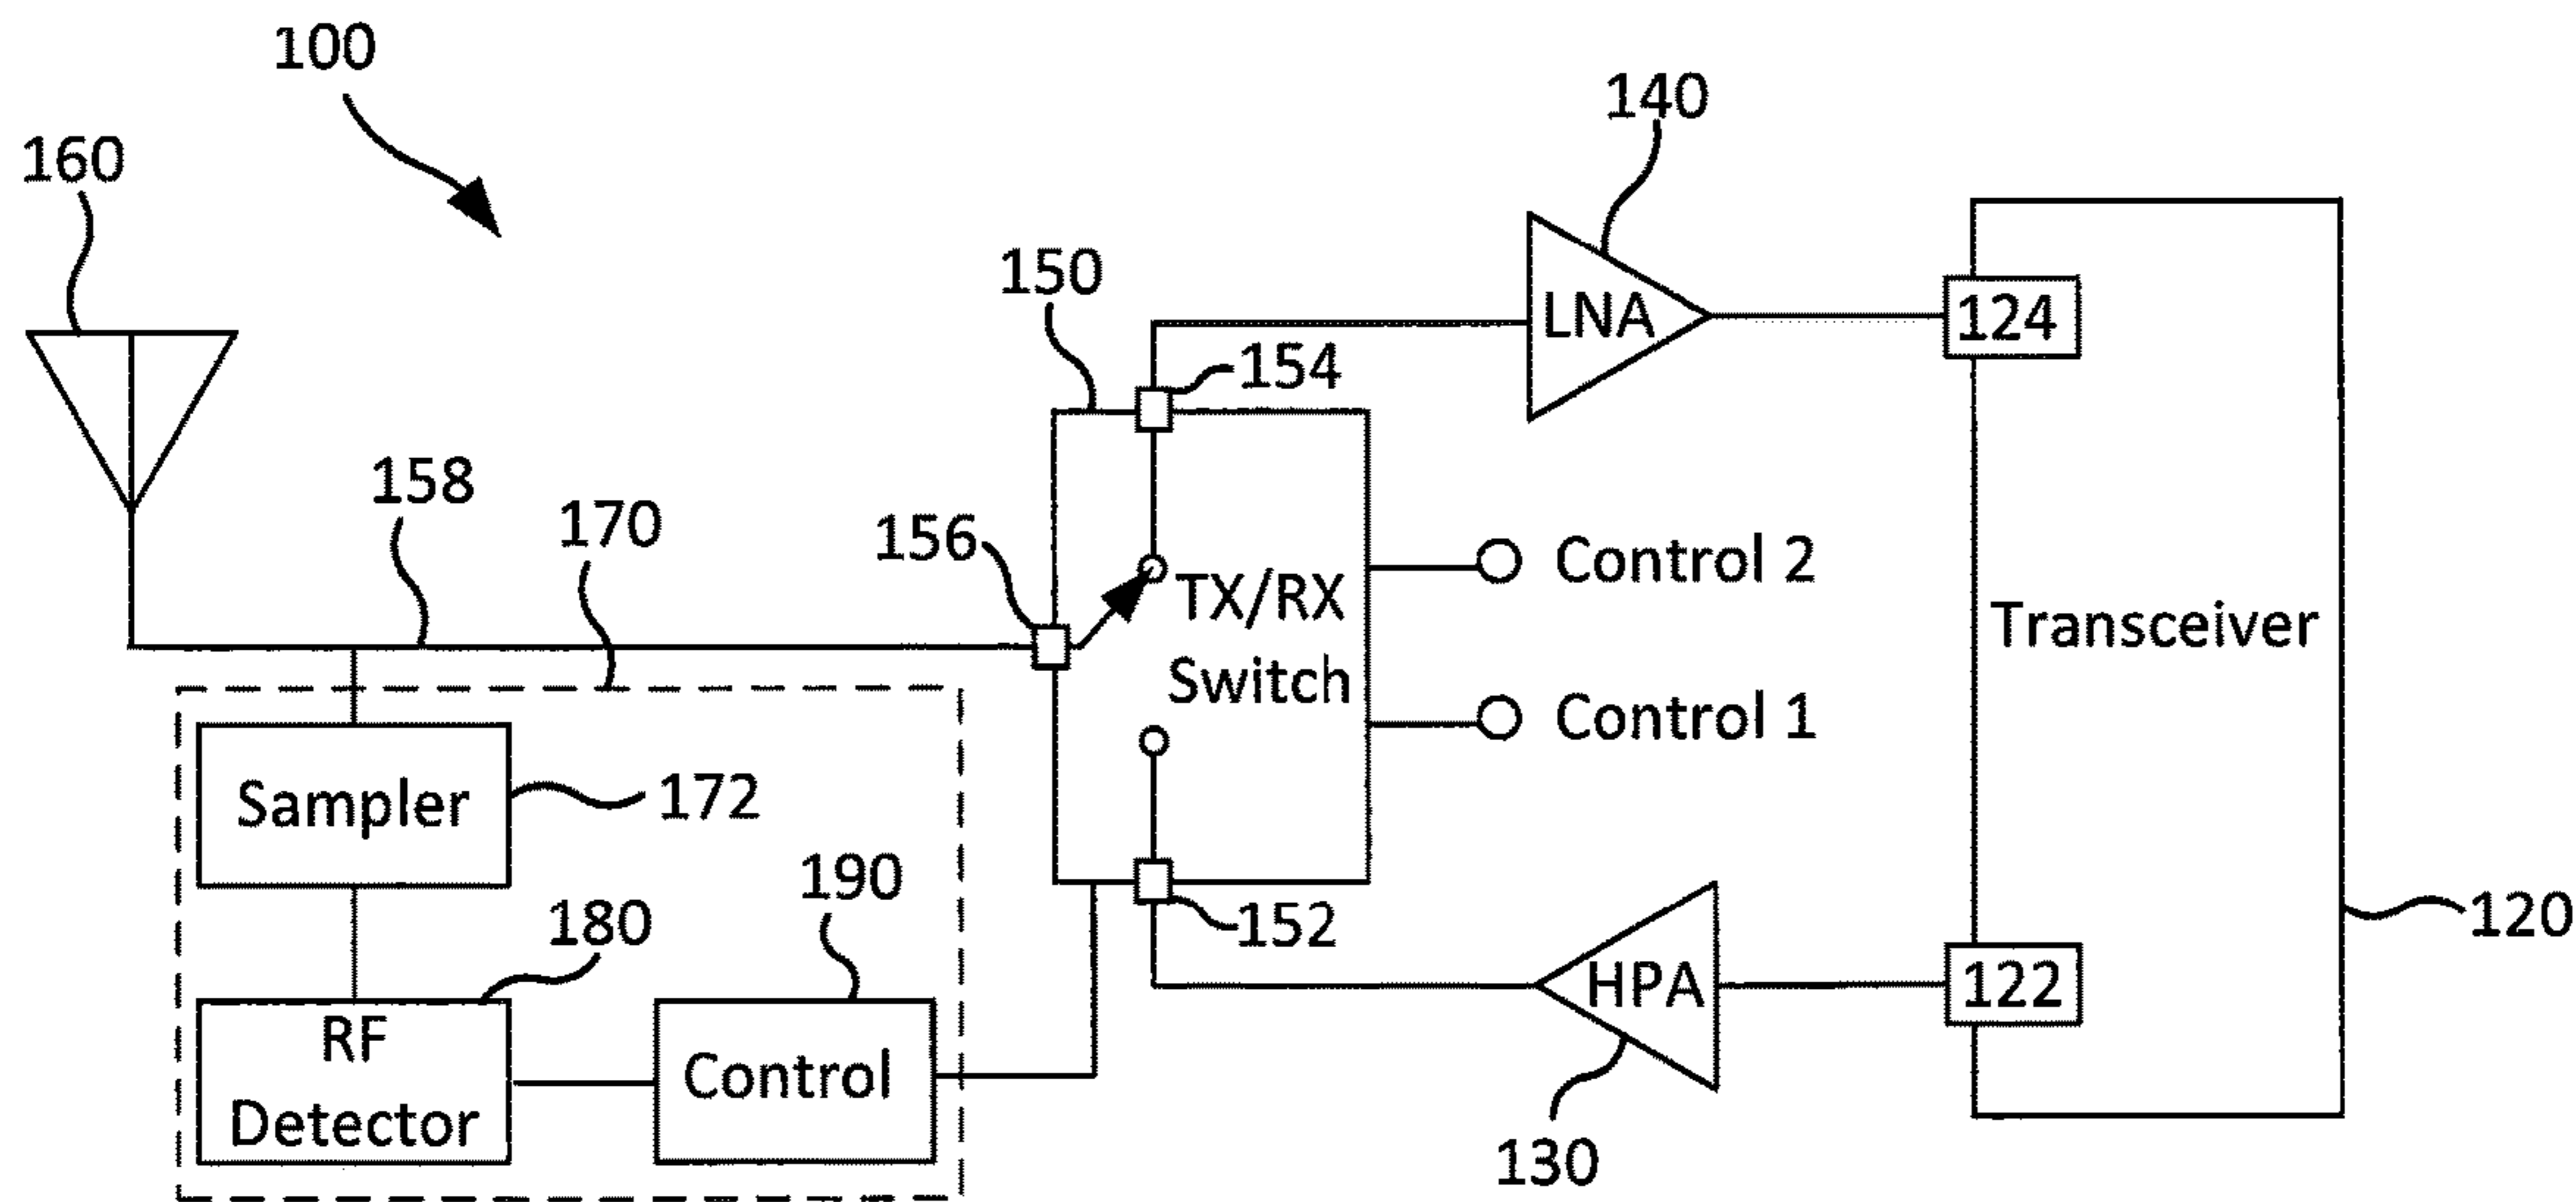 100
140
160
150
LNA
124
154
158
170
156
Control 2
TX/RX
Switch
Transceiver
Control 1
Sampler
172
190
180
152
120
RF
Detector
Control
HPA
122
130